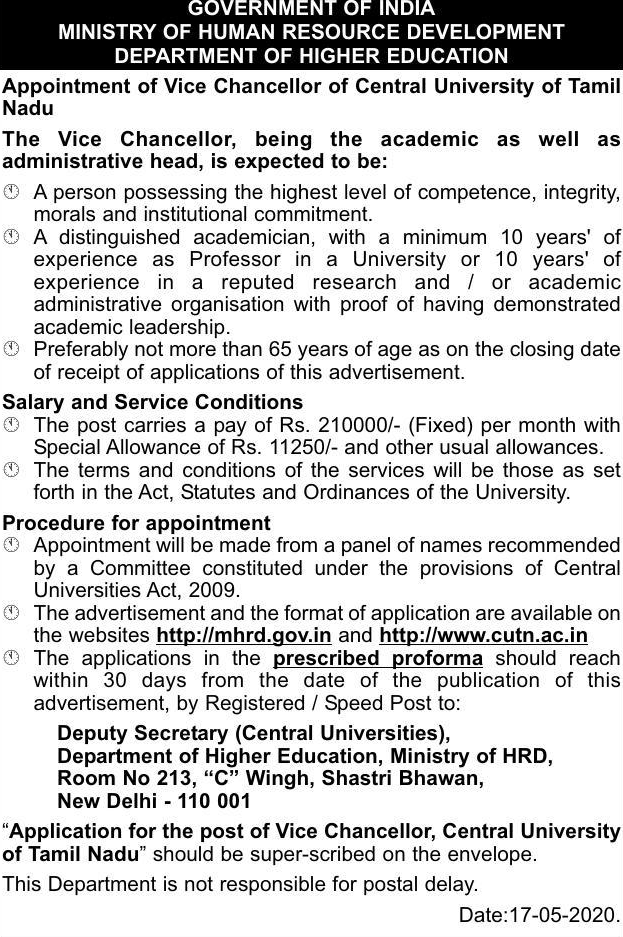 GOVERNMENT OF INDIA
MINISTRY OF HUMAN RESOURCE DEVELOPMENT
DEPARTMENT OF HIGHER EDUCATION
Appointment of Vice Chancellor of Central University of Tamil
Nadu
The Vice Chancellor, being the academic as well as
administrative head, is expected to be:
A person possessing the highest level of competence, integrity,
morals and institutional commitment.
A distinguished academician, with a minimum 10 years' of
experience as Professor in a University or 10 years' of
experience in a reputed research and / or academic
administrative organisation with proof of having demonstrated
academic leadership.
Preferably not more than 65 years of age as on the closing date
of receipt of applications of this advertisement.
Salary and Service Conditions
The post carries a pay of Rs. 210000/- (Fixed) per month with
Special Allowance of Rs. 11250/- and other usual allowances.
The terms and conditions of the services will be those as set
forth in the Act, Statutes and Ordinances of the University.
Procedure for appointment
Appointment will be made from a panel of names recommended
by a Committee constituted under the provisions of Central
Universities Act, 2009.
The advertisement and the format of application are available on
the websites http://mhrd.gov.in and http://www.cutn.ac.in
The applications in the prescribed proforma should reach
within 30 days from the date of the publication of this
advertisement, by Registered / Speed Post to:
Deputy Secretary (Central Universities),
Department of Higher Education, Ministry of HRD,
Room No 213, “C” Wingh, Shastri Bhawan,
New Delhi - 110 001
“Application for the post of Vice Chancellor, Central University
of Tamil Nadu” should be super-scribed on the envelope.
This Department is not responsible for postal delay.
Date:17-05-2020.